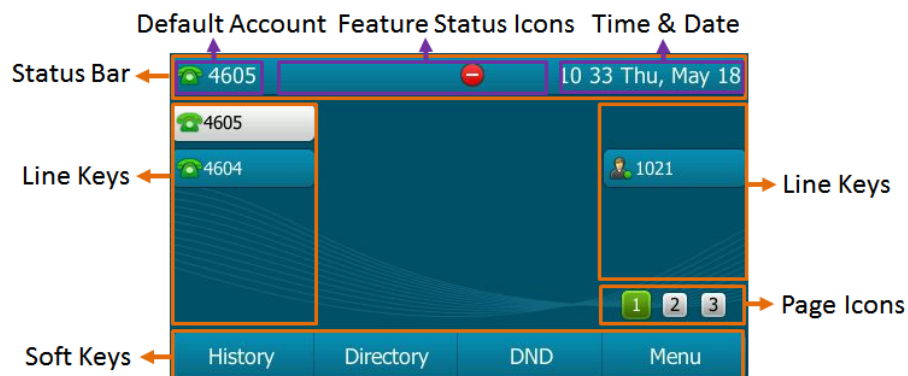 Default Account Feature Status Icons Time & Date
Status Bar 4605 10 33 Thu, May 18
4605
Line Keys 4604 1021 Line Keys
1 2 3 Page Icons
Soft Keys History Directory DND Menu